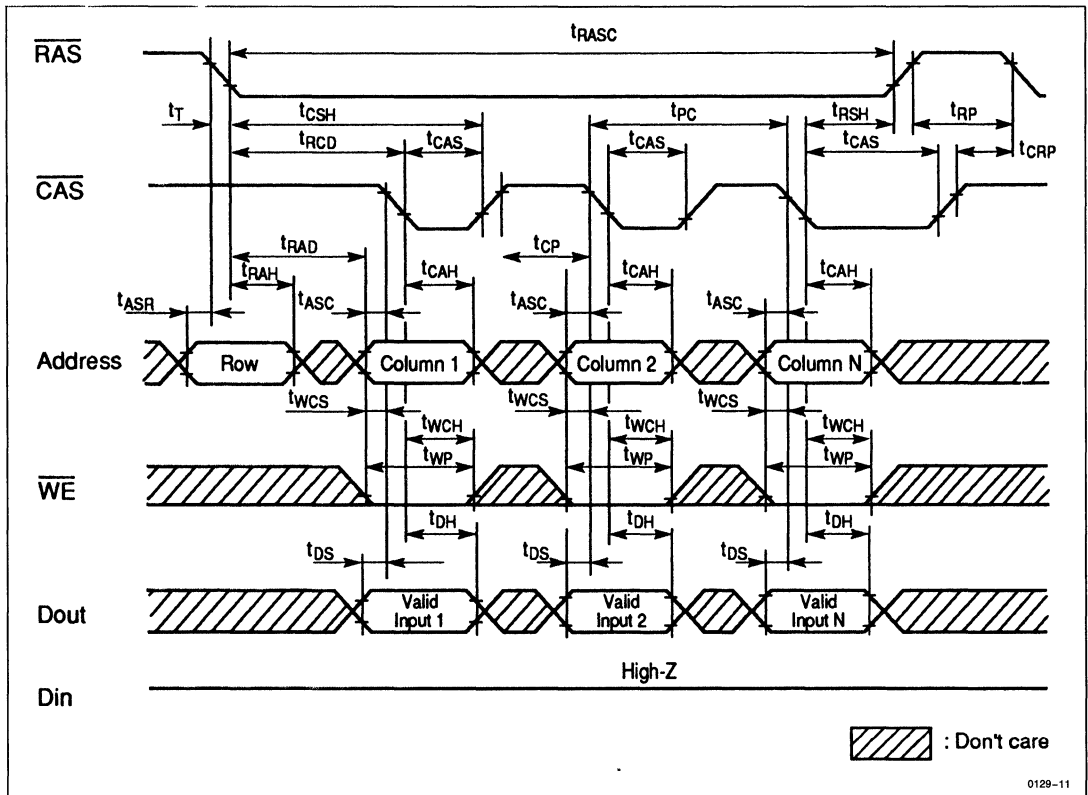 RAS
tRASC
tT
tCSH
tPC
tRSH
tRP
tRCD
tCAS
tCAS
tCAS
tCRP
CAS
tRAD
tCP
tRAH
tCAH
tCAH
tCAH
tASR
tASC
tASC
tASC
Address
Row
Column 1
Column 2
Column N
tWCS
tWCS
tWCS
tWCH
tWCH
tWCH
tWP
tWP
tWP
WE
tDH
tDH
tDH
tDS
tDS
tDS
Dout
Valid
Input 1
Valid
Input 2
Valid
Input N
High-Z
Din
: Don't care
0129-11